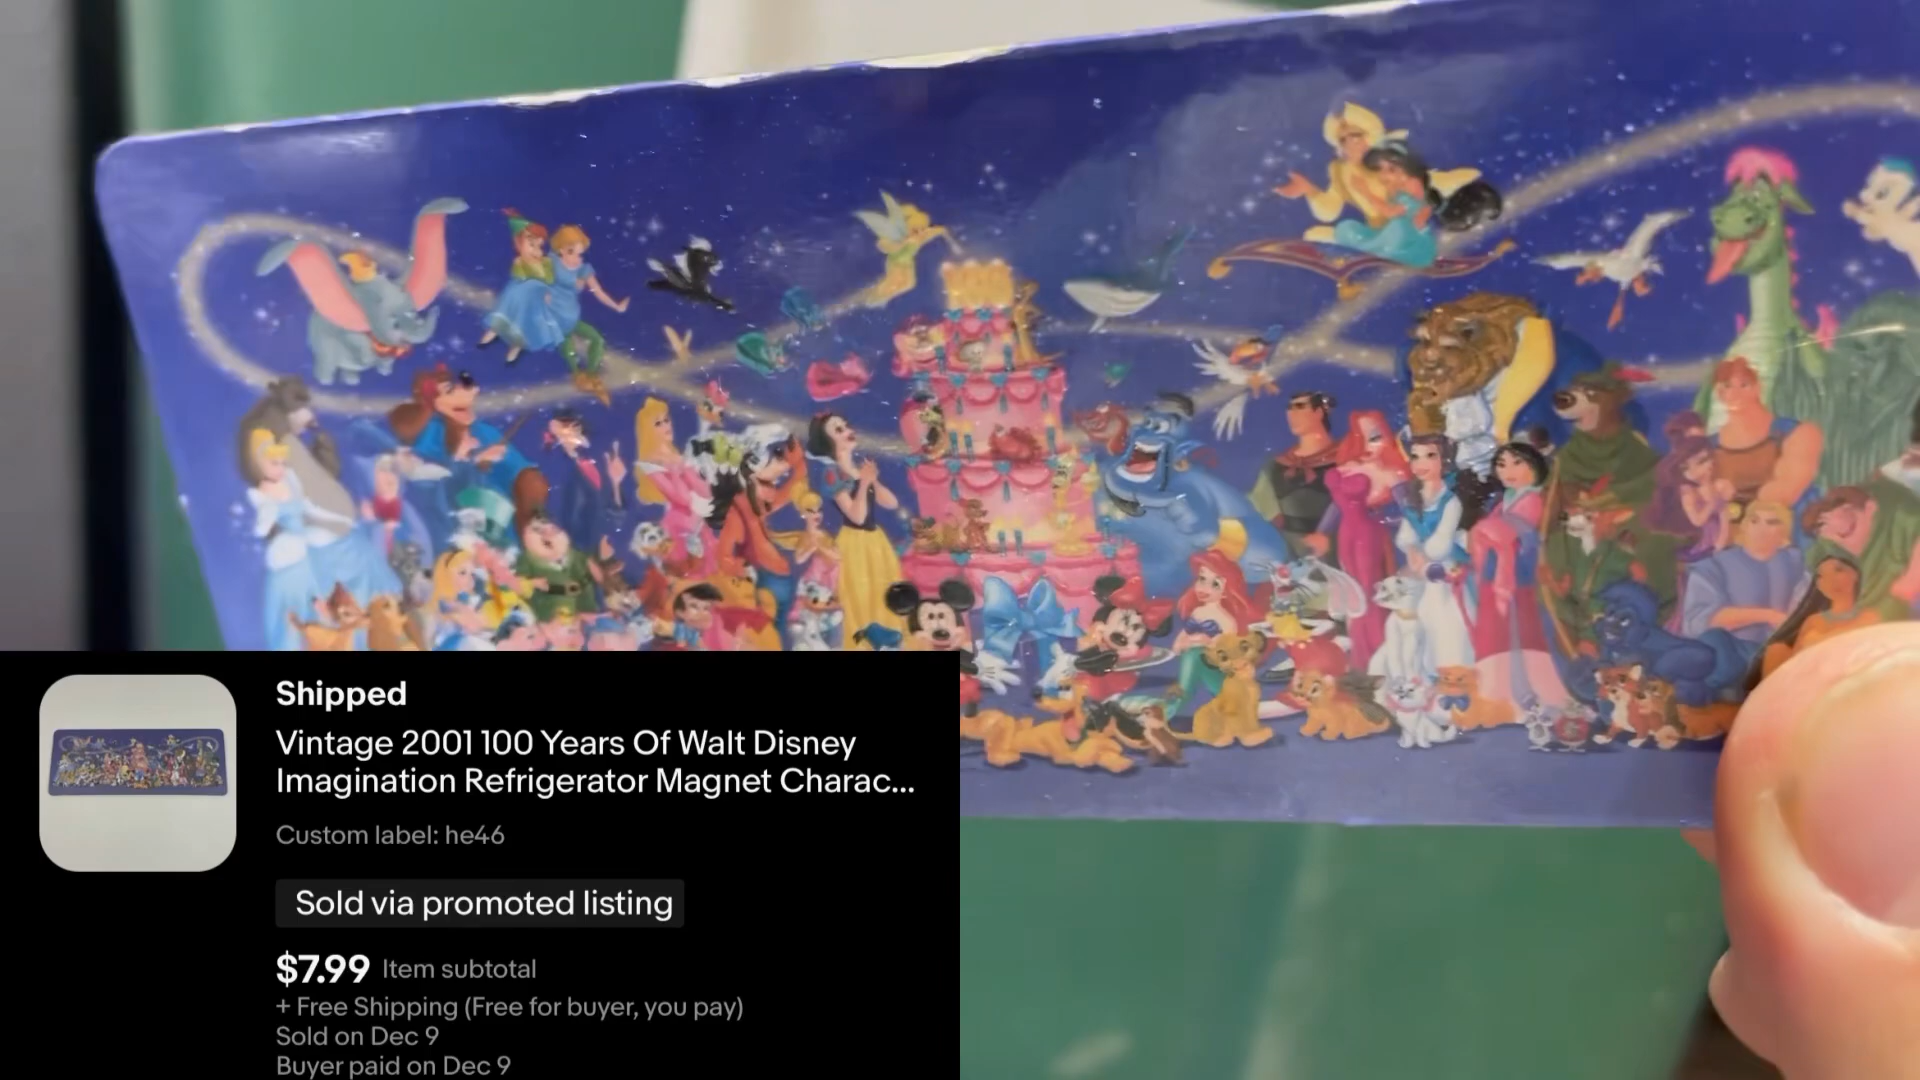 Shipped
Vintage 2001 100 Years Of Walt Disney
Imagination Refrigerator Magnet Charac...
Custom label: he46
Sold via promoted listing
$7.99 Item subtotal
+ Free Shipping (Free for buyer, you pay)
Sold on Dec 9
Buyer paid on Dec 9